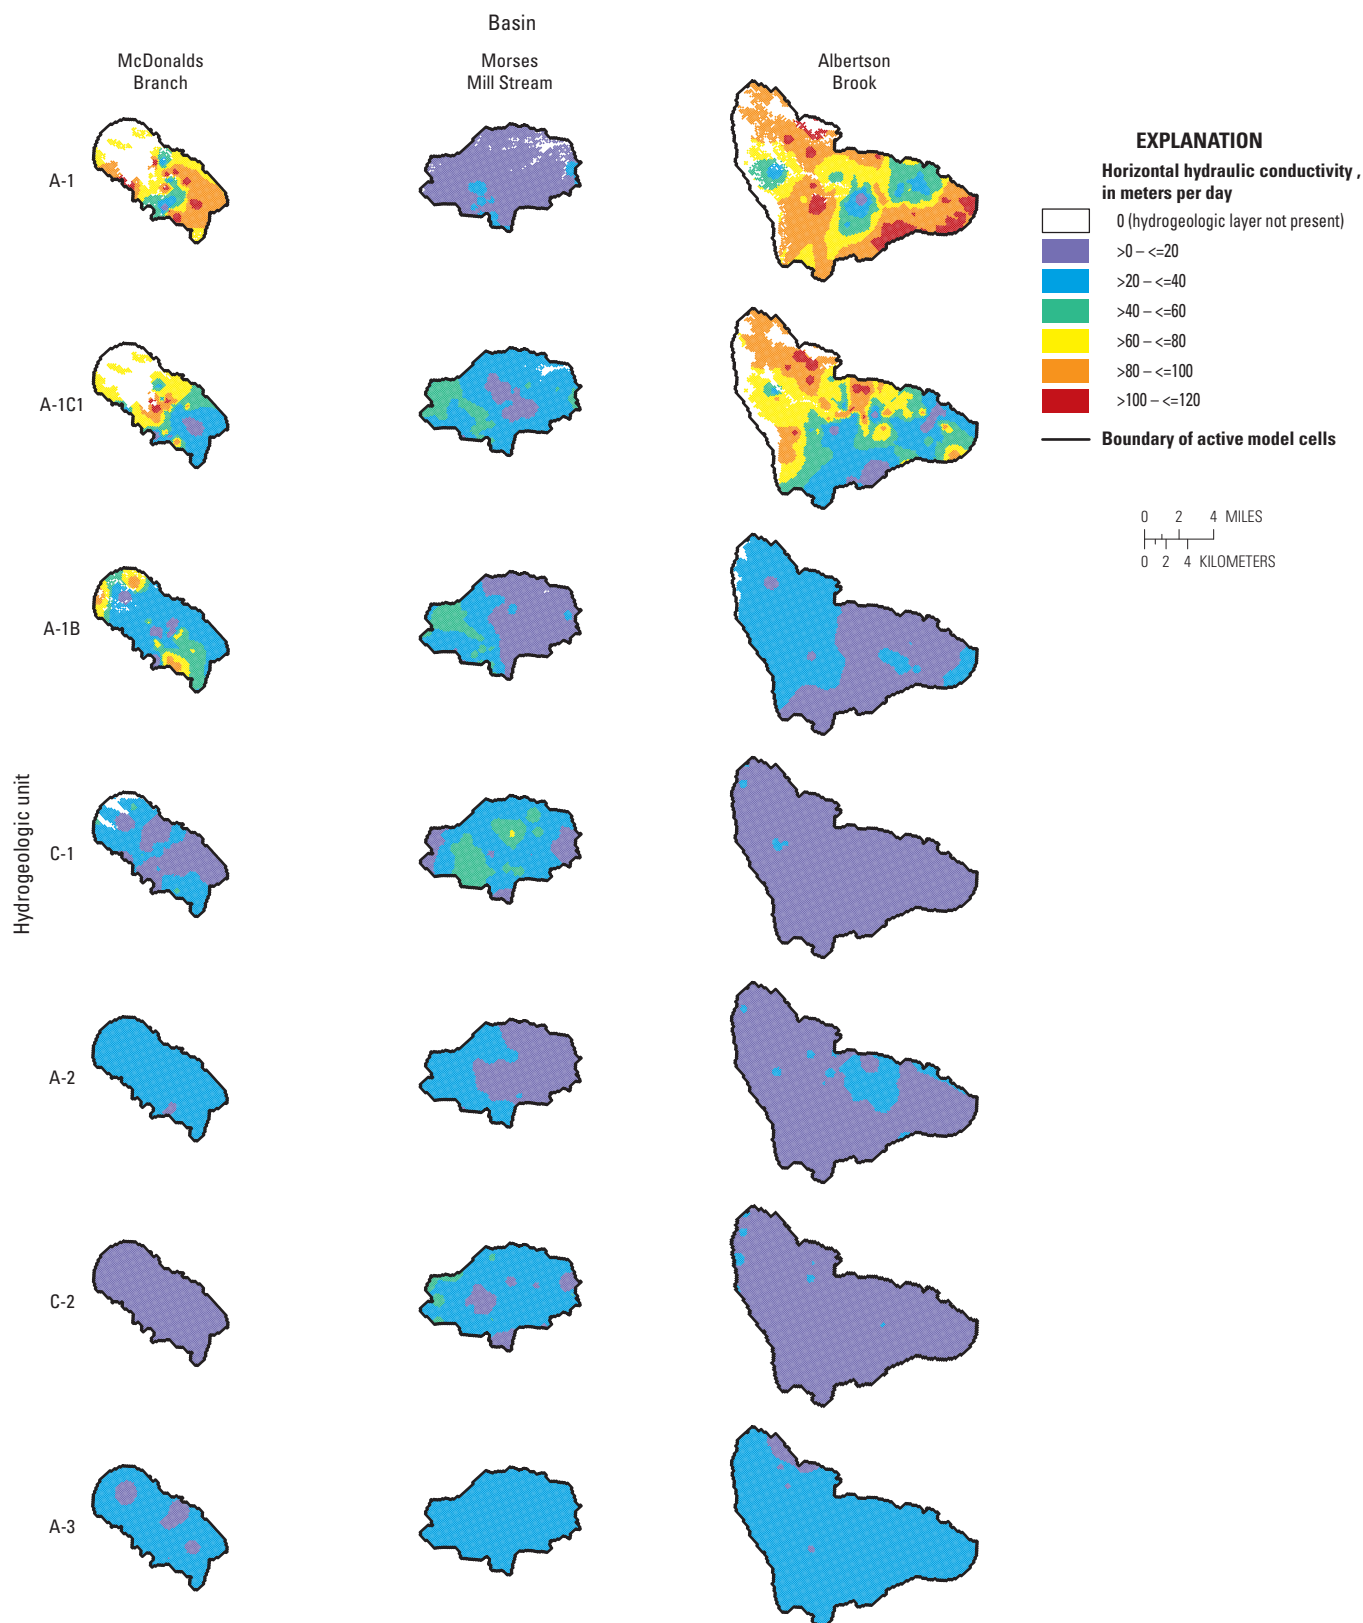 Basin
McDonalds
Branch
Morses
Mill Stream
Albertson
Brook
EXPLANATION
Horizontal hydraulic conductivity ,
in meters per day
0 (hydrogeologic layer not present)
>0 – <=20
>20 – <=40
>40 – <=60
>60 – <=80
>80 – <=100
>100 – <=120
Boundary of active model cells
0 2 4 MILES
0 2 4 KILOMETERS
Hydrogeologic unit
A-1
A-1C1
A-1B
C-1
A-2
C-2
A-3